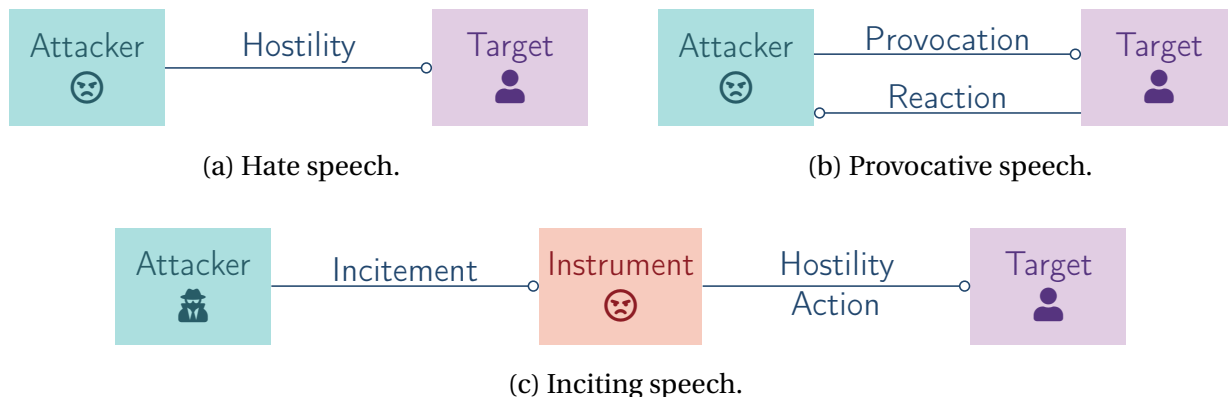 Attacker
Hostility
Target
(a) Hate speech.
Attacker
Provocation
Reaction
Target
(b) Provocative speech.
Attacker
Incitement
Instrument
Hostility
Action
Target
(c) Inciting speech.